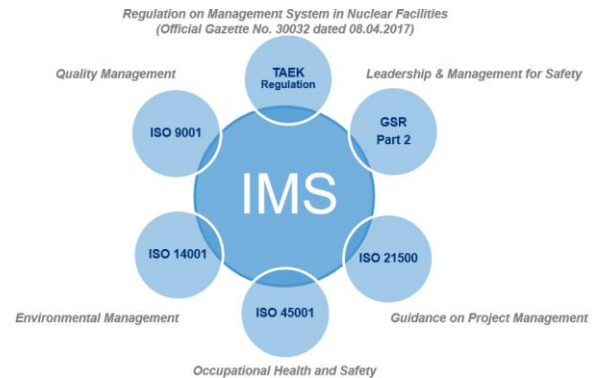 Regulation on Management System in Nuclear Facilities
(Official Gazette No. 30032 dated 08.04.2017)
Quality Management
TAEK
Regulation
Leadership & Management for Safety
ISO 9001
GSR
Part 2
IMS
ISO 14001
ISO 21500
ISO 45001
Environmental Management
Guidance on Project Management
Occupational Health and Safety